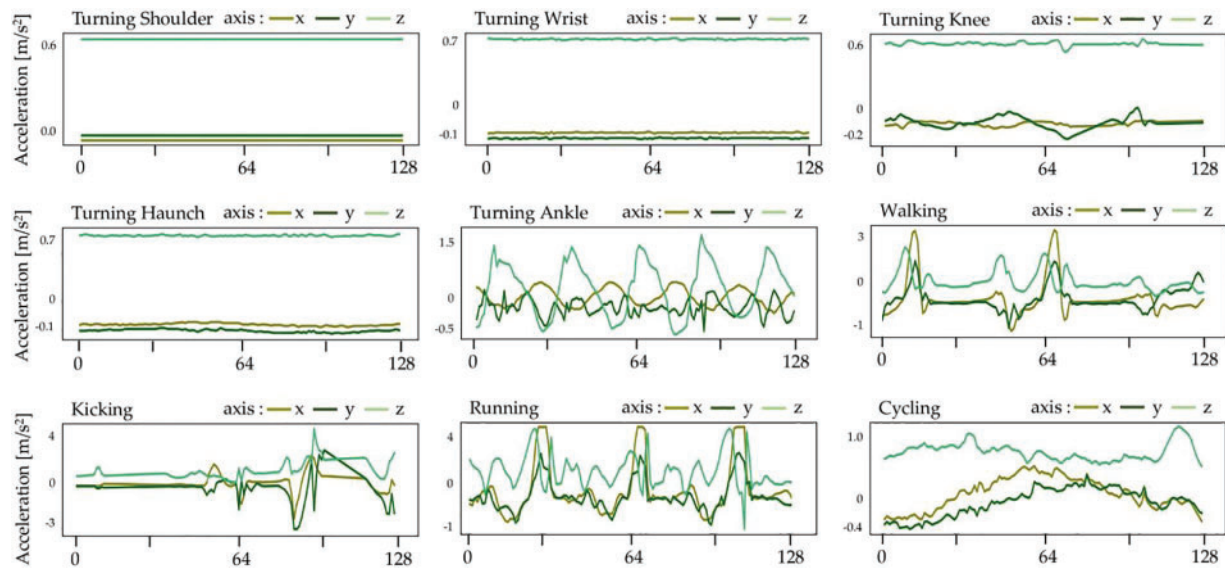 Turning Shoulder axis : x y z
Acceleration [m/s²]
0.6
0.0
0 64 128
Turning Wrist axis : x y z
0.7
0
-0.1
0 64 128
Turning Knee axis : x y z
0.6
0
-0.2
0 64 128
Turning Haunch axis : x y z
Acceleration [m/s²]
0.7
0
-0.1
0 64 128
Turning Ankle axis : x y z
1.5
0
-0.5
0 64 128
Walking axis : x y z
3
0
-1
0 64 128
Kicking axis : x y z
Acceleration [m/s²]
4
0
-3
0 64 128
Running axis : x y z
4
0
-1
0 64 128
Cycling axis : x y z
1.0
0
-0.4
0 64 128